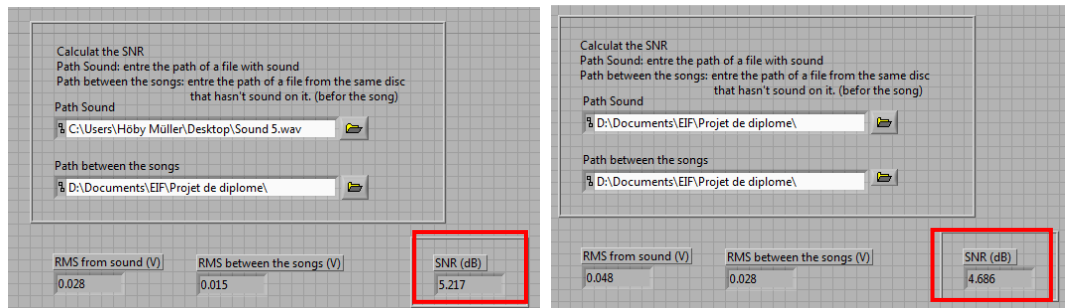 Calculat the SNR
Path Sound: entre the path of a file with sound
Path between the songs: entre the path of a file from the same disc
that hasn't sound on it. (befor the song)
Path Sound
C:\Users\Höby Müller\Desktop\Sound 5.wav
Path between the songs
D:\Documents\EIF\Projet de diplome\
RMS from sound (V) RMS between the songs (V) SNR (dB)
0.028 0.015 5.217
Calculat the SNR
Path Sound: entre the path of a file with sound
Path between the songs: entre the path of a file from the same disc
that hasn't sound on it. (befor the song)
Path Sound
D:\Documents\EIF\Projet de diplome\
Path between the songs
D:\Documents\EIF\Projet de diplome\
RMS from sound (V) RMS between the songs (V) SNR (dB)
0.048 0.028 4.686